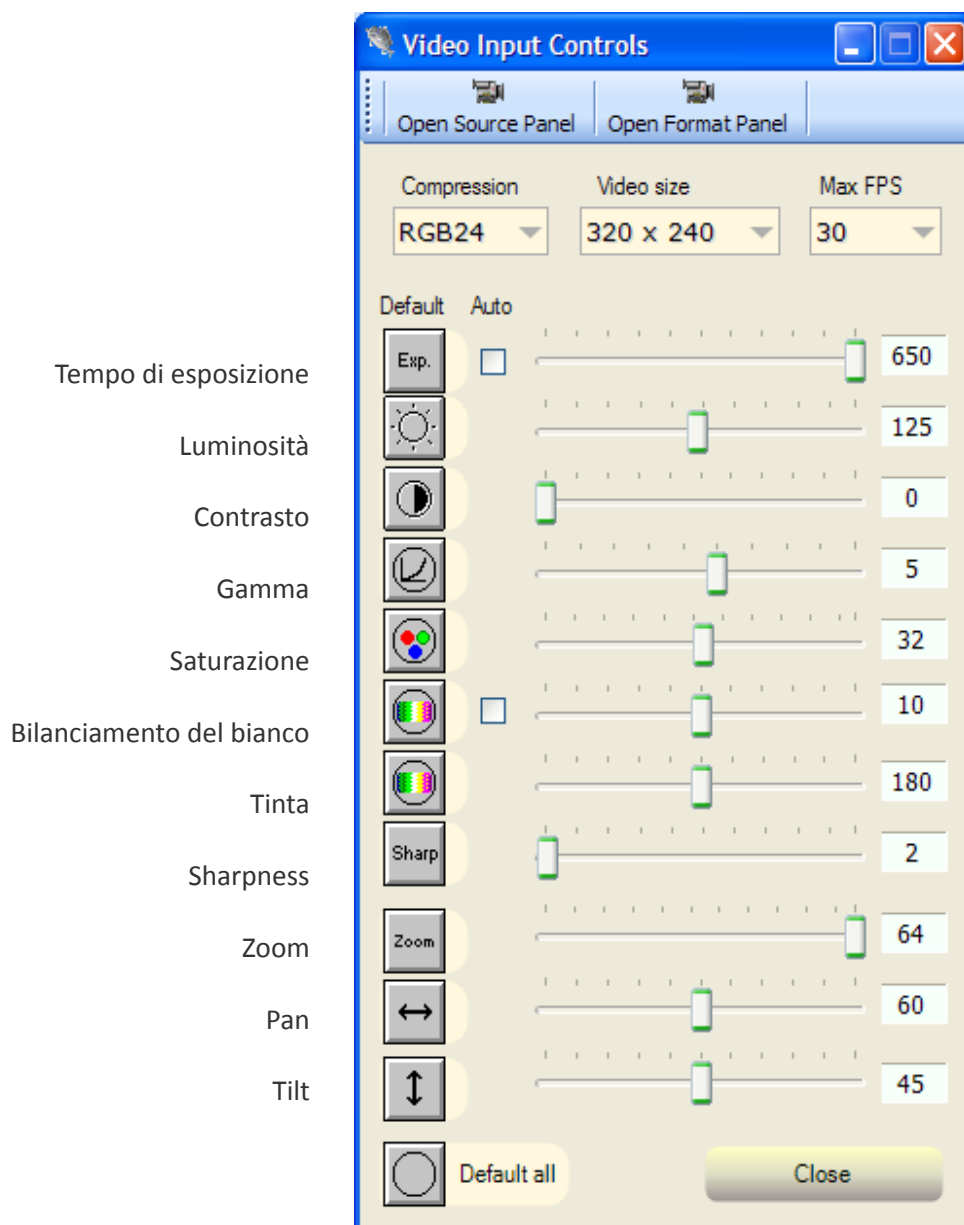 Video Input Controls
Open Source Panel Open Format Panel
Compression Video size Max FPS
RGB24 320 x 240 30
Default Auto
Tempo di esposizione Exp. 650
Luminosità 125
Contrasto 0
Gamma 5
Saturazione 32
Bilanciamento del bianco 10
Tinta 180
Sharpness Sharp 2
Zoom Zoom 64
Pan 60
Tilt 45
Default all Close